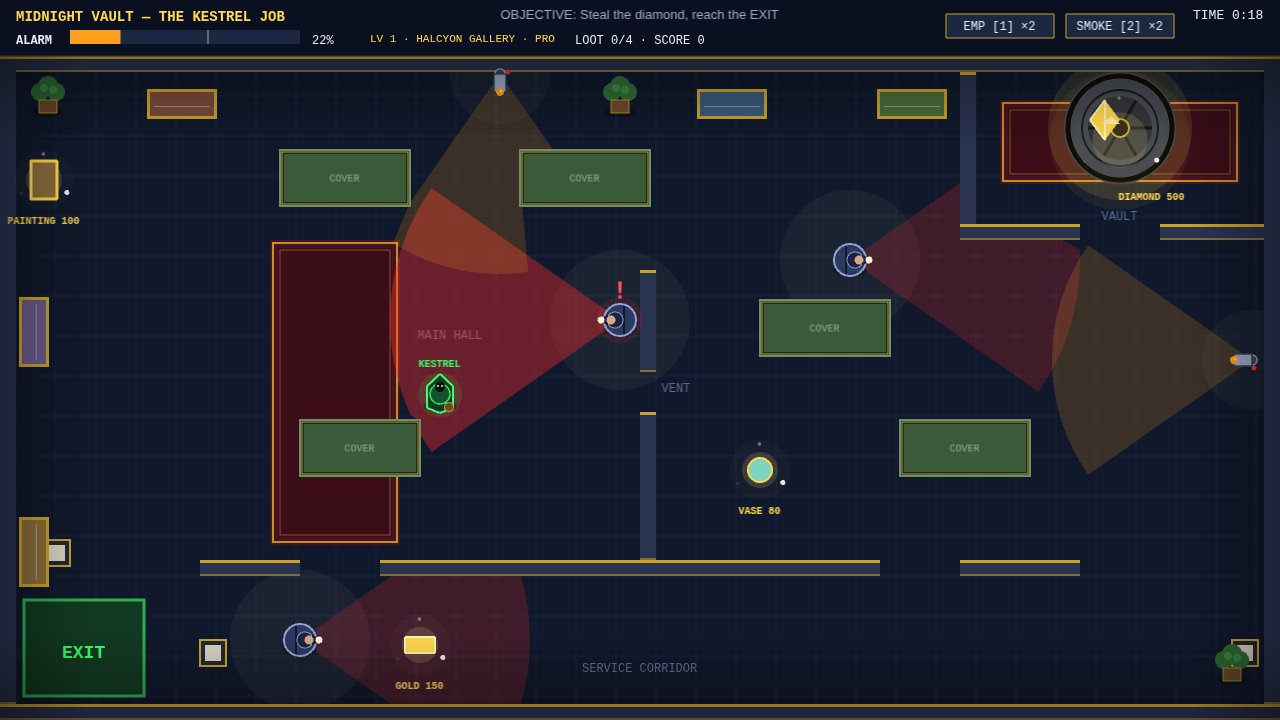 MIDNIGHT VAULT — THE KESTREL JOB
OBJECTIVE: Steal the diamond, reach the EXIT
EMP [1] ×2
SMOKE [2] ×2
TIME 0:18
ALARM
22%
LV 1 · HALCYON GALLERY · PRO
LOOT 0/4 · SCORE 0
COVER
COVER
DIAMOND 500
PAINTING 100
VAULT
!
COVER
MAIN HALL
KESTREL
VENT
COVER
COVER
VASE 80
EXIT
SERVICE CORRIDOR
GOLD 150